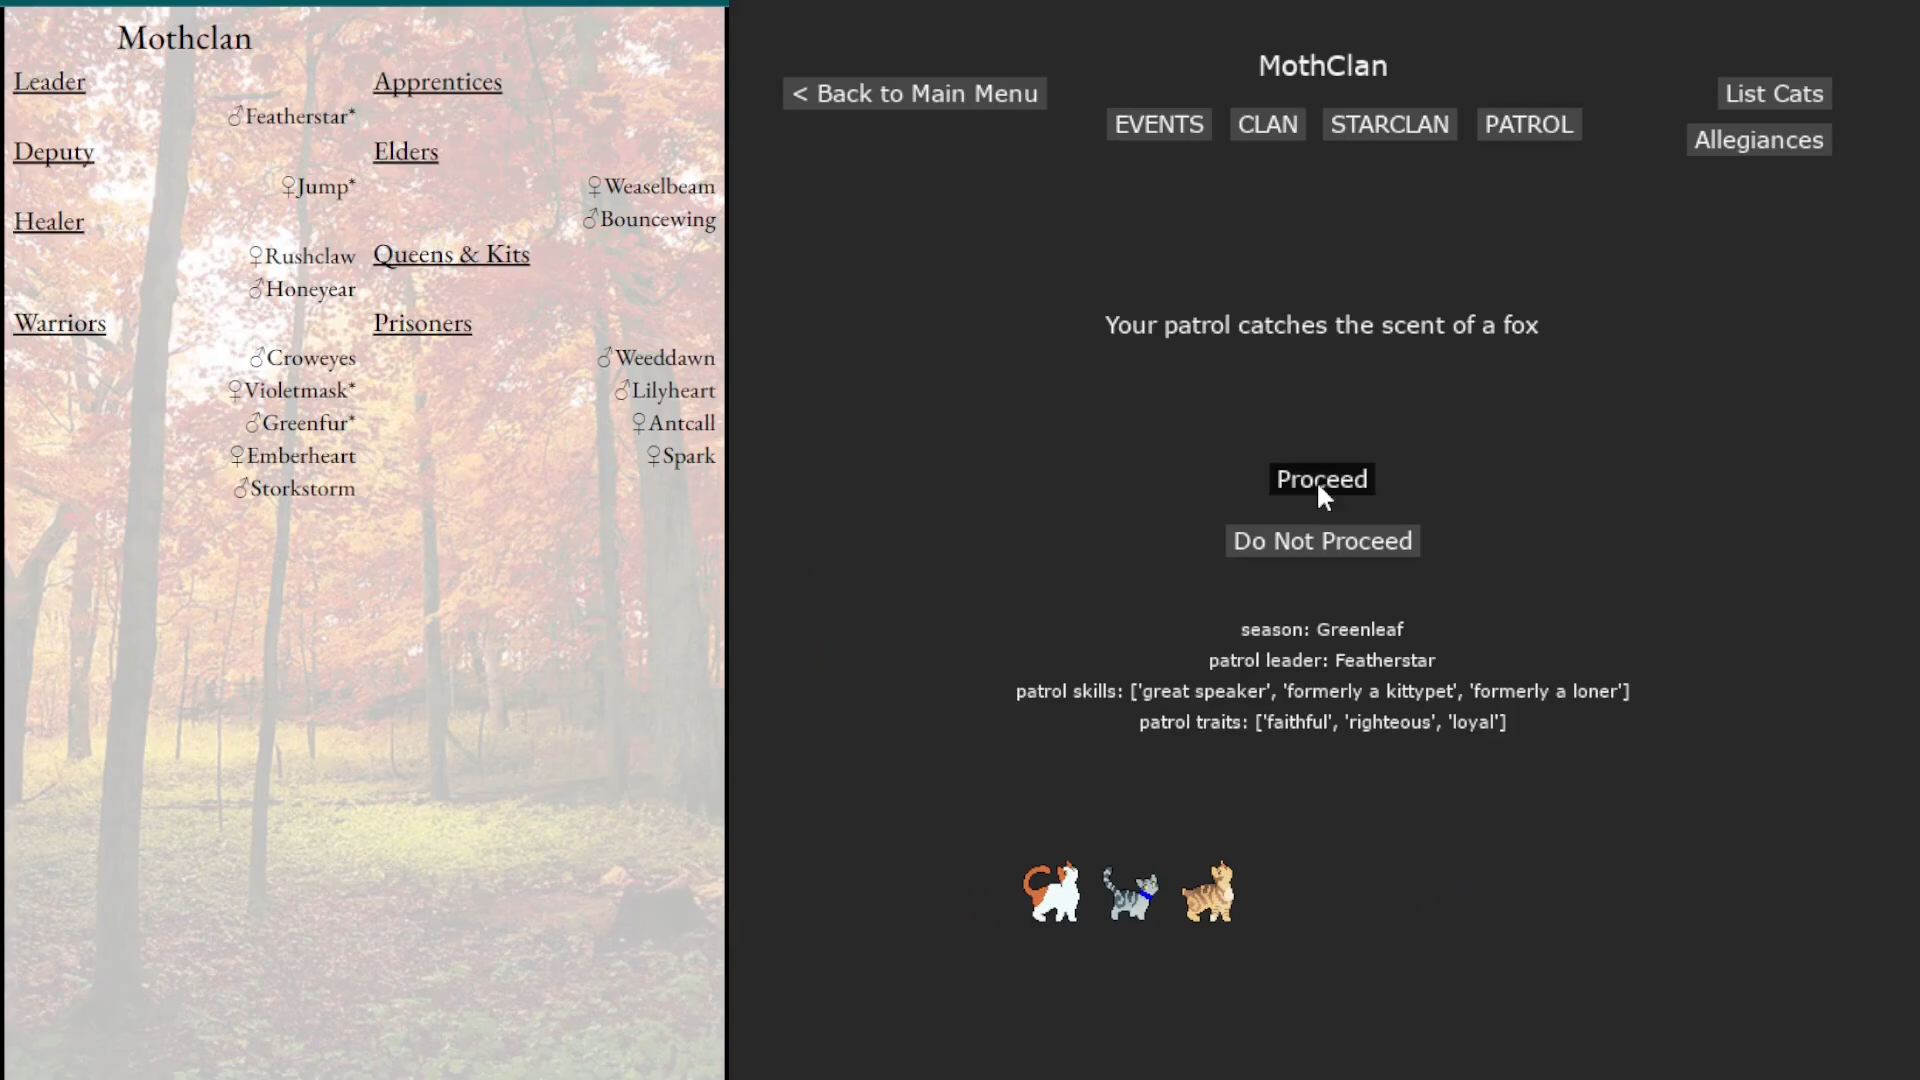 Mothclan
Leader
♂Featherstar*
Deputy
♀Jump*
Healer
♀Rushclaw
♂Honeyear
Warriors
♂Croweyes
♀Violetmask*
♂Greenfur*
♀Emberheart
♂Storkstorm
Apprentices
Elders
♀Weaselbeam
♂Bouncewing
Queens & Kits
Prisoners
♂Weeddawn
♂Lilyheart
♀Antcall
♀Spark
MothClan
< Back to Main Menu
List Cats
EVENTS CLAN STARCLAN PATROL
Allegiances
Your patrol catches the scent of a fox
Proceed
Do Not Proceed
season: Greenleaf
patrol leader: Featherstar
patrol skills: ['great speaker', 'formerly a kittypet', 'formerly a loner']
patrol traits: ['faithful', 'righteous', 'loyal']